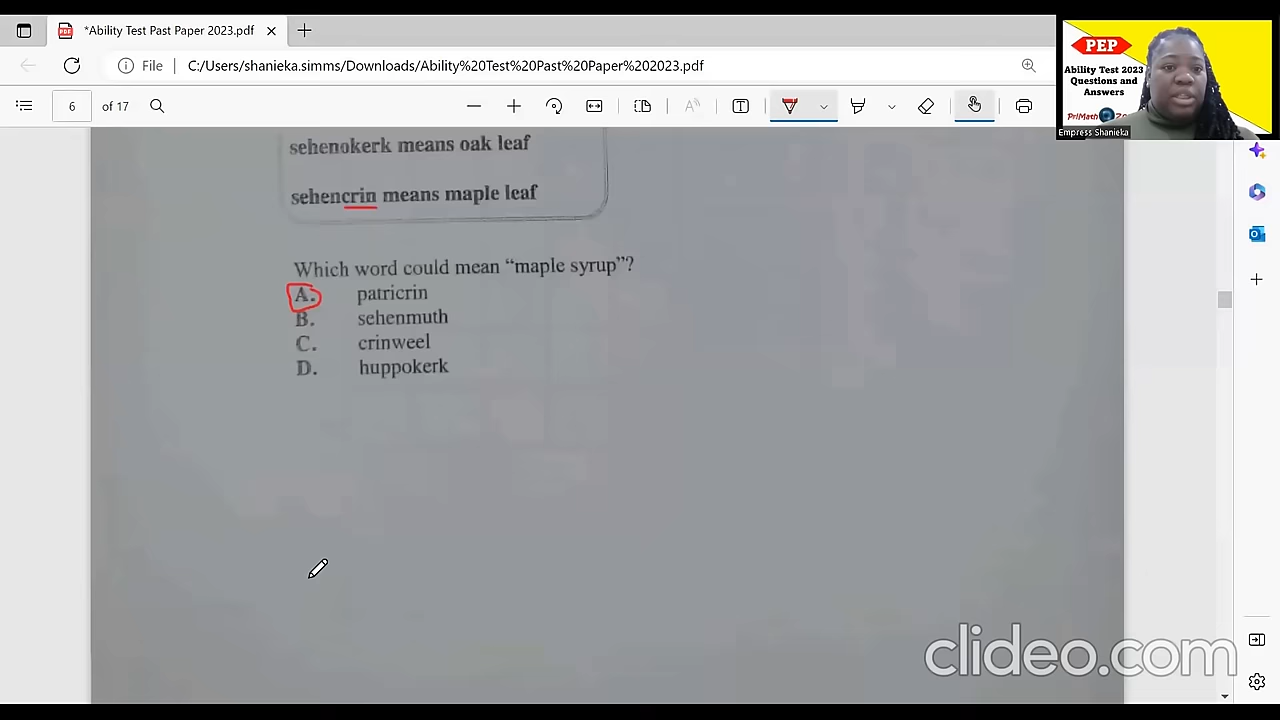 *Ability Test Past Paper 2023.pdf
File
C:/Users/shanieka.simms/Downloads/Ability%20Test%20Past%20Paper%202023.pdf
6 of 17
sehenokerk means oak leaf
sehencrin means maple leaf
Which word could mean “maple syrup”?
A. patricrin
B. sehenmuth
C. crinweel
D. huppokerk
PEP
Ability Test 2023
Questions and
Answers
PriMath
Empress Shanieka
clideo.com